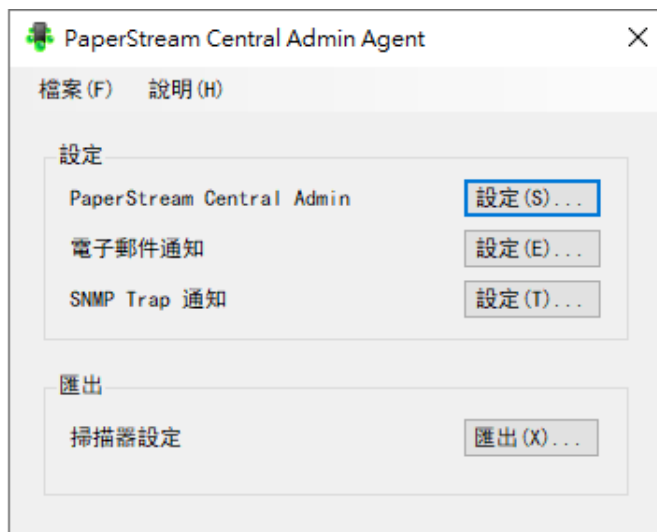 PaperStream Central Admin Agent
檔案(F) 說明(H)
設定
PaperStream Central Admin 設定(S)...
電子郵件通知 設定(E)...
SNMP Trap 通知 設定(T)...
匯出
掃描器設定 匯出(X)...